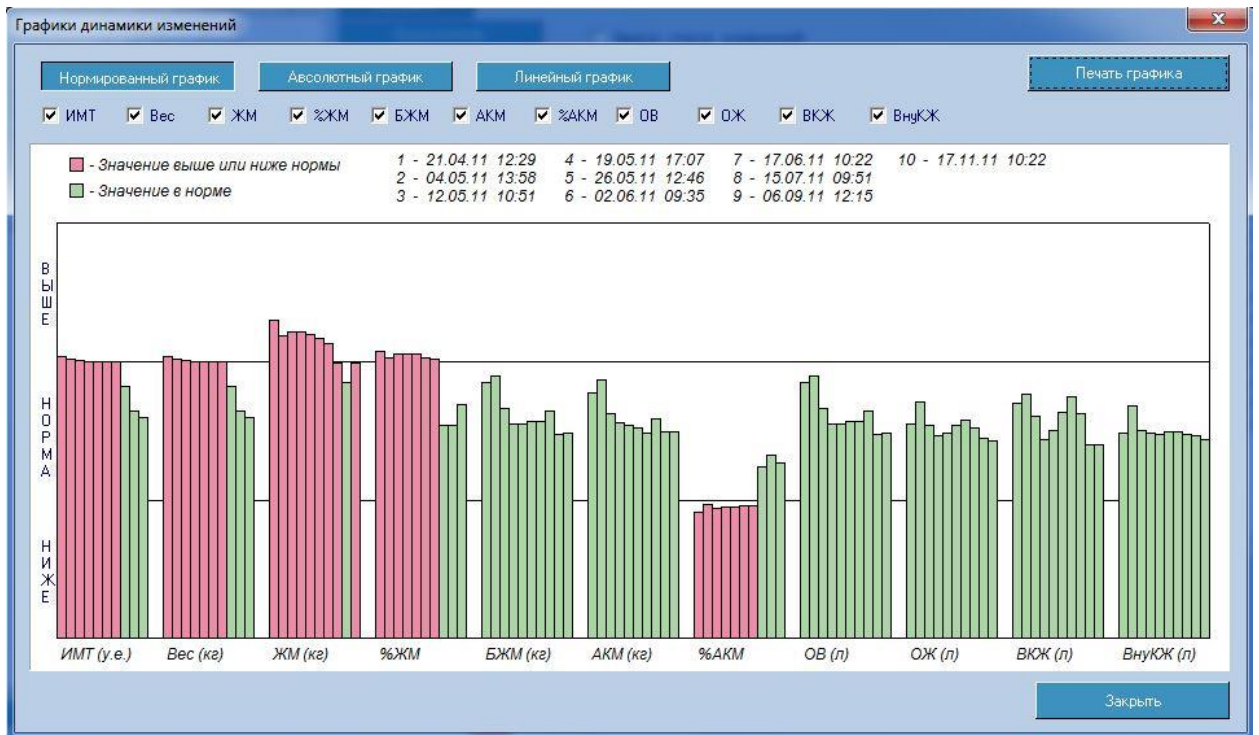 Графики динамики изменений
Нормированный график Авсолютный график Линейный график Печать графика
ИМТ Вес ЖМ %ЖМ БЖМ АКМ %АКМ ОВ ОЖ ВКЖ ВнуКЖ
- Значение выше или ниже нормы 1 - 21.04.11 12:29 4 - 19.05.11 17:07 7 - 17.06.11 10:22 10 - 17.11.11 10:22
- Значение в норме 2 - 04.05.11 13:58 5 - 26.05.11 12:46 8 - 15.07.11 09:51
3 - 12.05.11 10:51 6 - 02.06.11 09:35 9 - 06.09.11 12:15
ВЫШЕ
НОРМА
НИЖЕ
ИМТ (у.е.) Вес (кг) ЖМ (кг) %ЖМ БЖМ (кг) АКМ (кг) %АКМ ОВ (л) ОЖ (л) ВКЖ (л) ВнуКЖ (л)
Закрыть